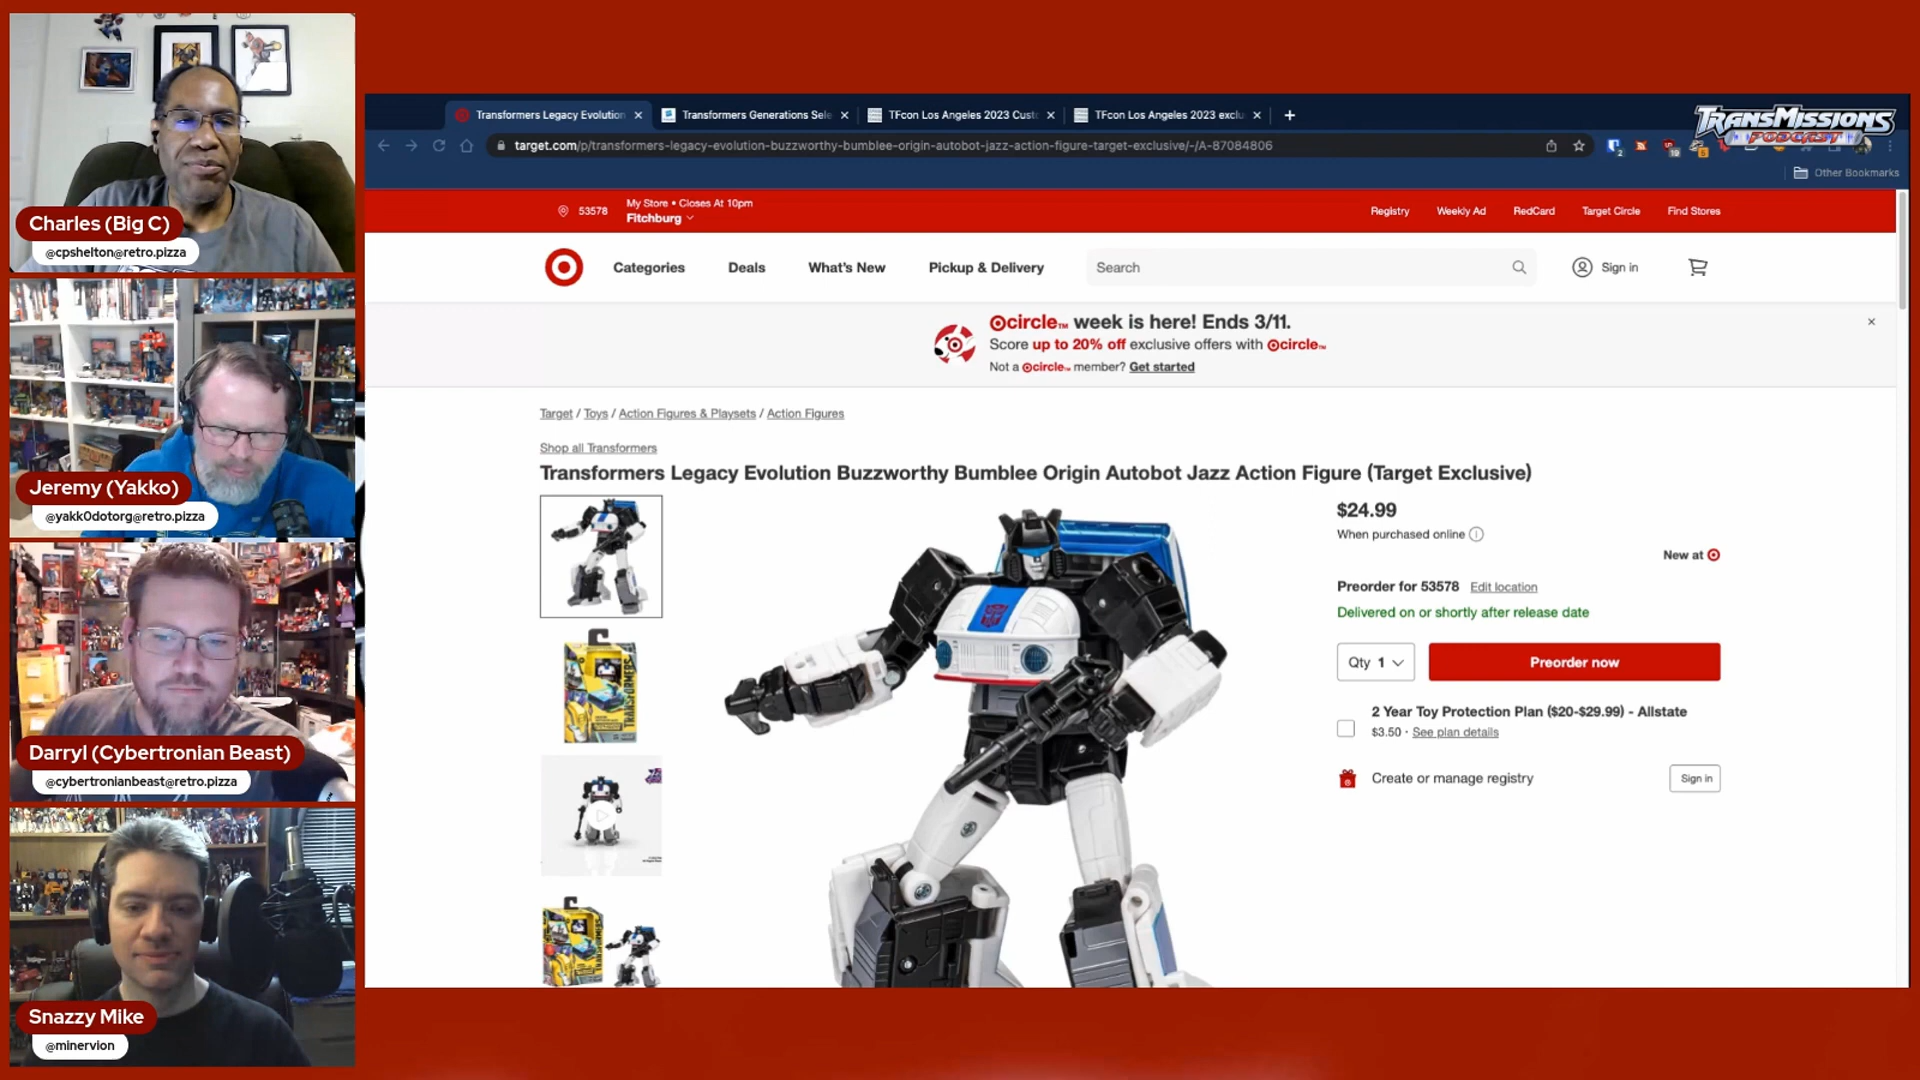 Charles (Big C)
@cpshelton@retro.pizza
Jeremy (Yakko)
@yakk0dotorg@retro.pizza
Darryl (Cybertronian Beast)
@cybertronianbeast@retro.pizza
Snazzy Mike
@minervion
Transformers Legacy Evolution
Transformers Generations Sele
TFcon Los Angeles 2023 Cust
TFcon Los Angeles 2023 exclu
TRANSMISSIONS
PODCAST
target.com/p/transformers-legacy-evolution-buzzworthy-bumblee-origin-autobot-jazz-action-figure-target-exclusive/-/A-87084806
Other Bookmarks
53578
My Store • Closes At 10pm
Fitchburg
Registry
Weekly Ad
RedCard
Target Circle
Find Stores
Categories
Deals
What's New
Pickup & Delivery
Search
Sign in
circle™ week is here! Ends 3/11.
Score up to 20% off exclusive offers with circle™
Not a circle™ member? Get started
Target / Toys / Action Figures & Playsets / Action Figures
Shop all Transformers
Transformers Legacy Evolution Buzzworthy Bumblee Origin Autobot Jazz Action Figure (Target Exclusive)
$24.99
When purchased online
New at
Preorder for 53578 Edit location
Delivered on or shortly after release date
Qty 1
Preorder now
2 Year Toy Protection Plan ($20-$29.99) - Allstate
$3.50 · See plan details
Create or manage registry
Sign in
TRANSFORMERS